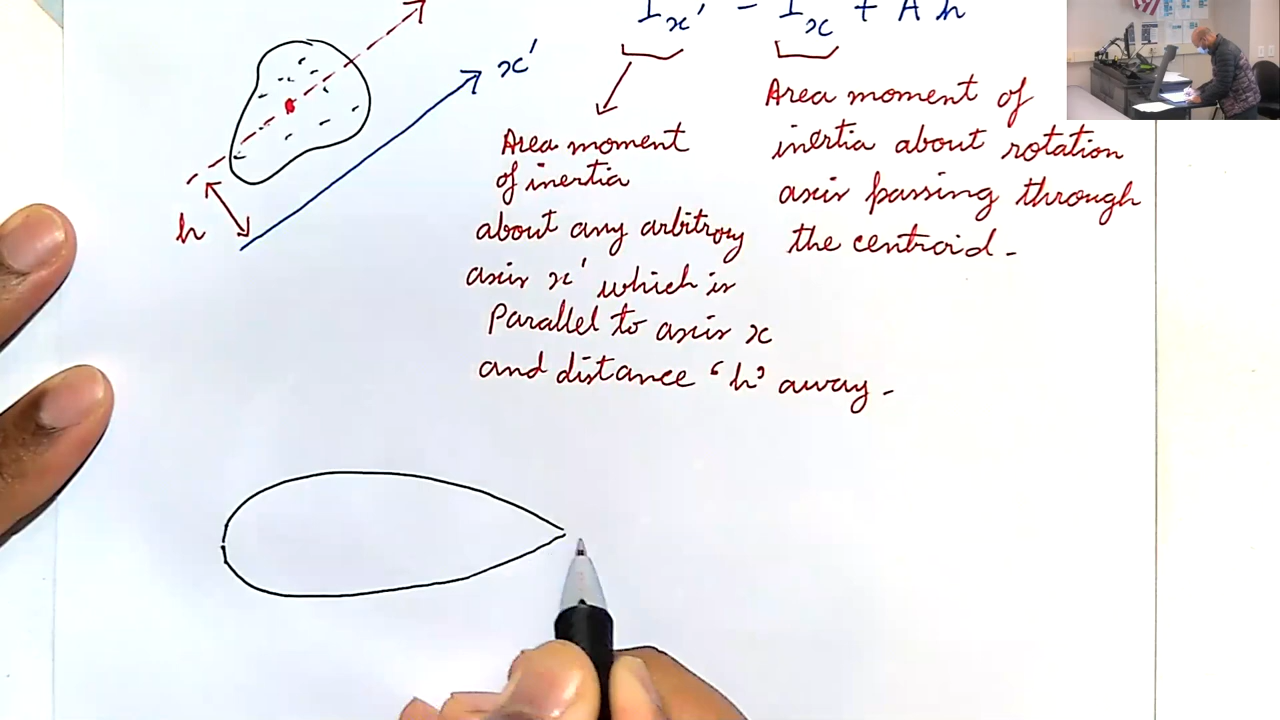 I x' = I x + A h
x'
h
Area moment
of inertia
about any arbitrary
axis x' which is
Parallel to axis x
and distance 'h' away.
Area moment of
inertia about rotation
axis passing through
the centroid.